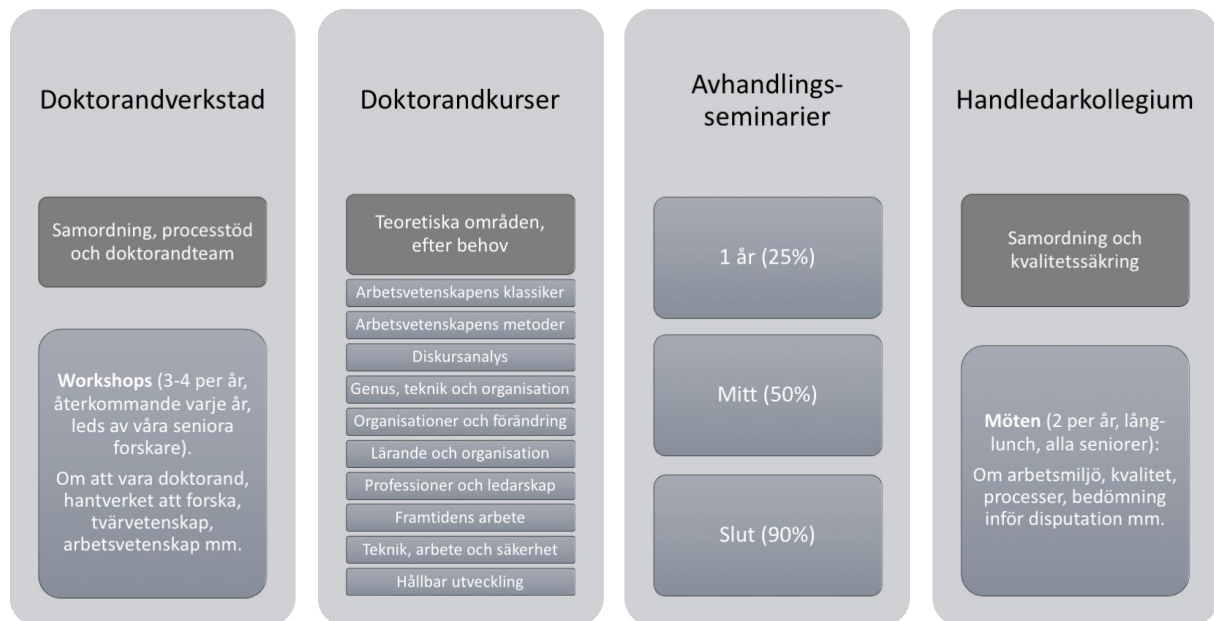 Doktorandverkstad
Samordning, processtöd
och doktorandteam
Workshops (3-4 per år,
återkommande varje år,
leds av våra seniora
forskare).
Om att vara doktorand,
hantverket att forska,
tvärvetenskap,
arbetsvetenskap mm.
Doktorandkurser
Teoretiska områden,
efter behov
Arbetsvetenskapens klassiker
Arbetsvetenskapens metoder
Diskursanalys
Genus, teknik och organisation
Organisationer och förändring
Lärande och organisation
Professioner och ledarskap
Framtidens arbete
Teknik, arbete och säkerhet
Hållbar utveckling
Avhandlings-
seminarier
1 år (25%)
Mitt (50%)
Slut (90%)
Handledarkollegium
Samordning och
kvalitetssäkring
Möten (2 per år, lång-
lunch, alla seniorer):
Om arbetsmiljö, kvalitet,
processer, bedömning
inför disputation mm.